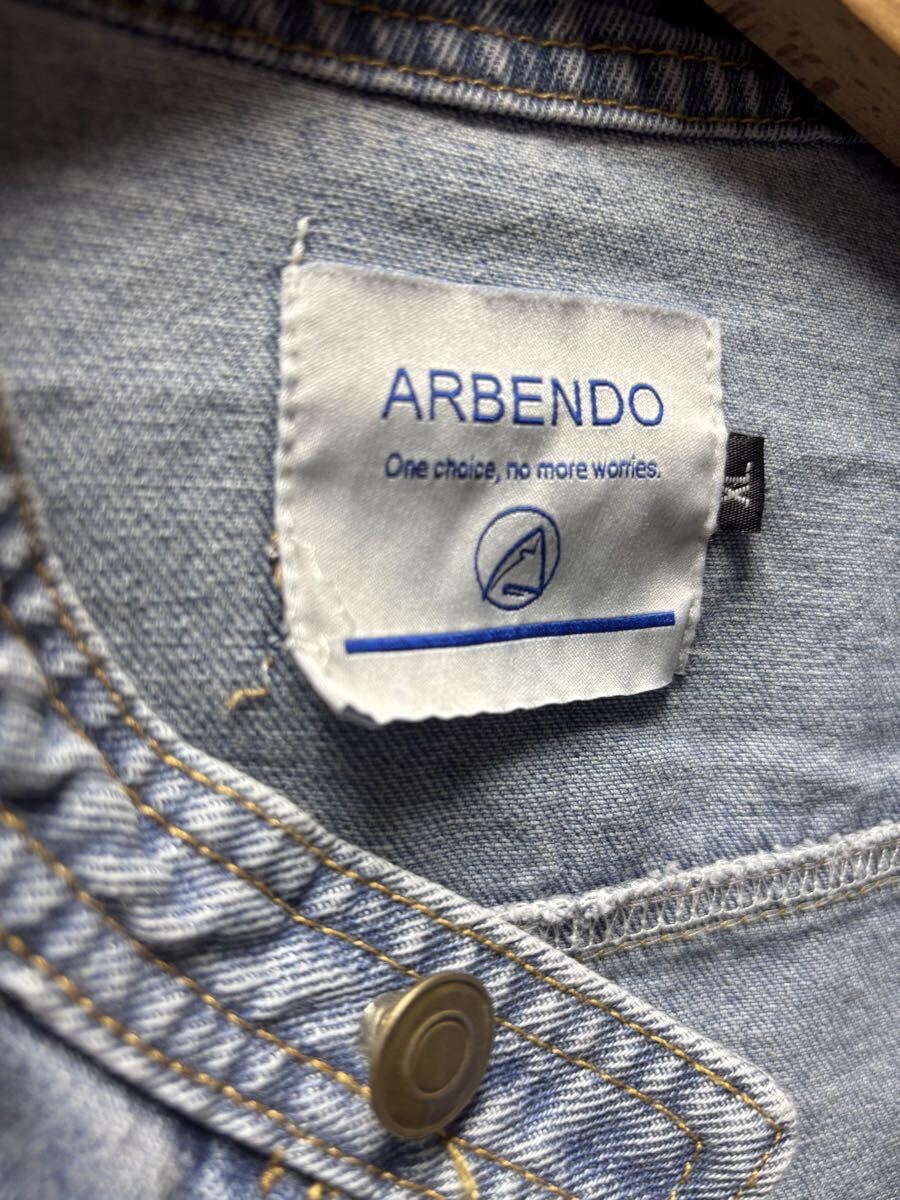 ARBENDO
One choice, no more worries.
XL